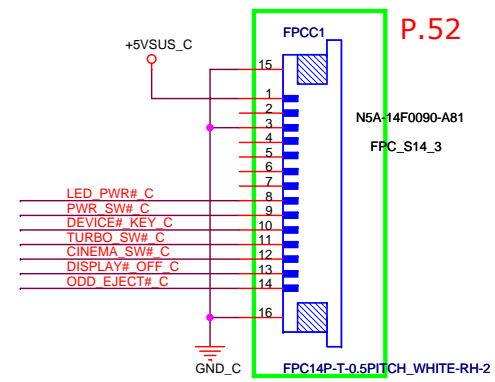 P.52
FPCC1
+5VSUS_C
15
1
2
3
N5A-14F0090-A81
4
FPC_S14_3
5
6
7
LED_PWR#_C 8
PWR_SW#_C 9
DEVICE#_KEY_C 10
TURBO_SW#_C 11
CINEMA_SW#_C 12
DISPLAY#_OFF_C 13
ODD_EJECT#_C 14
16
GND_C
FPC14P-T-0.5PITCH_WHITE-RH-2